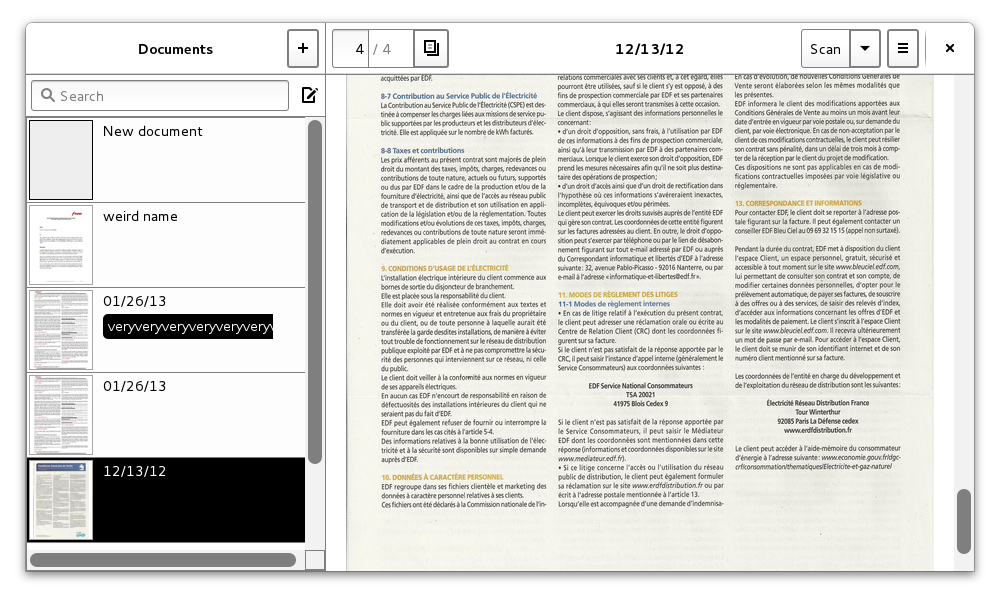 Documents
+
4 / 4
12/13/12
Scan
Search
New document
weird name
01/26/13
veryveryveryveryveryv
01/26/13
12/13/12
acquittées par EDF.
8-7 Contribution au Service Public de l'Électricité
La Contribution au Service Public de l'Électricité (CSPE) est des-
tinée à compenser les charges liées aux missions de service pu-
blic supportées par les producteurs et les distributeurs d'élec-
tricité. Elle est appliquée sur le nombre de kWh facturés.
8-8 Taxes et contributions
Les prix afférents au présent contrat sont majorés de plein
droit du montant des taxes, impôts, charges, redevances ou
contributions de toute nature, actuels ou futurs, supportés
ou dus par EDF dans le cadre de la production et/ou de la
fourniture d'électricité, ainsi que de l'accès au réseau public
de transport et de distribution et son utilisation en appli-
cation de la législation et/ou de la réglementation. Toutes
modifications et/ou évolutions de ces taxes, impôts, charges,
redevances ou contributions de toute nature seront immé-
diatement applicables de plein droit au contrat en cours
d'exécution.
9. CONDITIONS D'USAGE DE L'ÉLECTRICITÉ
L'installation électrique intérieure du client commence aux
bornes de sortie du disjoncteur de branchement.
Elle est placée sous la responsabilité du client.
Elle doit avoir été réalisée conformément aux textes et
normes en vigueur et entretenue aux frais du propriétaire
ou du client, ou de toute personne à laquelle aurait été
transférée la garde desdites installations, de manière à éviter
tout trouble de fonctionnement sur le réseau de distribution
publique exploité par EDF et à ne pas compromettre la sécu-
rité des personnes qui interviennent sur ce réseau, ni celle
du public.
Le client doit veiller à la conformité aux normes en vigueur
de ses appareils électriques.
En aucun cas EDF n'encourt de responsabilité en raison de
défectuosités des installations intérieures du client qui ne
seraient pas du fait d'EDF.
EDF peut également refuser de fournir ou interrompre la
fourniture dans les cas cités à l'article 5-4.
Des informations relatives à la bonne utilisation de l'élec-
tricité et à la sécurité sont disponibles sur simple demande
auprès d'EDF.
10. DONNÉES À CARACTÈRE PERSONNEL
EDF regroupe dans ses fichiers clientèle et marketing des
données à caractère personnel relatives à ses clients.
Ces fichiers ont été déclarés à la Commission nationale de l'in-
relations commerciales avec ses clients et, à cet égard, elles
pourront être utilisées, sauf si le client s'y est opposé, à des
fins de prospection commerciale par EDF et ses partenaires
commerciaux, à qui elles seront transmises à cette occasion.
Le client dispose, s'agissant des informations personnelles le
concernant:
• d'un droit d'opposition, sans frais, à l'utilisation par EDF
de ces informations à des fins de prospection commerciale,
ainsi qu'à leur transmission par EDF à des partenaires com-
merciaux. Lorsque le client exerce son droit d'opposition, EDF
prend les mesures nécessaires afin qu'il ne soit plus destina-
taire des opérations de prospection;
• d'un droit d'accès ainsi que d'un droit de rectification dans
l'hypothèse où ces informations s'avéreraient inexactes,
incomplètes, équivoques et/ou périmées.
Le client peut exercer les droits susvisés auprès de l'entité EDF
qui gère son contrat. Les coordonnées de cette entité figurent
sur les factures adressées au client. En outre, le droit d'oppo-
sition peut s'exercer par téléphone ou par le lien de désabon-
nement figurant sur tout e-mail adressé par EDF ou auprès
du Correspondant informatique et libertés d'EDF à l'adresse
suivante: 32, avenue Pablo-Picasso - 92016 Nanterre, ou par
e-mail à l'adresse «informatique-et-libertes@edf.fr».
11. MODES DE RÈGLEMENT DES LITIGES
11-1 Modes de règlement internes
• En cas de litige relatif à l'exécution du présent contrat,
le client peut adresser une réclamation orale ou écrite au
Centre de Relation Client (CRC) dont les coordonnées fi-
gurent sur sa facture.
Si le client n'est pas satisfait de la réponse apportée par le
CRC, il peut saisir l'instance d'appel interne (généralement le
Service Consommateurs) aux coordonnées suivantes :
EDF Service National Consommateurs
TSA 20021
41975 Blois Cedex 9
Si le client n'est pas satisfait de la réponse apportée par
le Service Consommateurs, il peut saisir le Médiateur
EDF dont les coordonnées sont mentionnées dans cette
réponse (informations et coordonnées disponibles sur le site
www.mediateur.edf.fr).
• Si ce litige concerne l'accès ou l'utilisation du réseau
public de distribution, le client peut également formuler
sa réclamation sur le site www.erdfdistribution.fr ou par
écrit à l'adresse postale mentionnée à l'article 13.
Lorsqu'elle est accompagnée d'une demande d'indemnisa-
En cas d'évolution, de nouvelles Conditions Générales de
Vente seront élaborées selon les mêmes modalités que
les présentes.
EDF informera le client des modifications apportées aux
Conditions Générales de Vente au moins un mois avant leur
date d'entrée en vigueur par voie postale ou, sur demande du
client, par voie électronique. En cas de non-acceptation par le
client de ces modifications contractuelles, le client peut résilier
son contrat sans pénalité, dans un délai de trois mois à comp-
ter de la réception par le client du projet de modification.
Ces dispositions ne sont pas applicables en cas de modi-
fications contractuelles imposées par voie législative ou
réglementaire.
13. CORRESPONDANCE ET INFORMATIONS
Pour contacter EDF, le client doit se reporter à l'adresse pos-
tale figurant sur la facture. Il peut également contacter un
conseiller EDF Bleu Ciel au 09 69 32 15 15 (appel non surtaxé).
Pendant la durée du contrat, EDF met à disposition du client
l'espace Client, un espace personnel, gratuit, sécurisé et
accessible à tout moment sur le site www.bleuciel.edf.com,
lui permettant de consulter son contrat et son compte, de
modifier certaines données personnelles, d'opter pour le
prélèvement automatique, de payer ses factures, de souscrire
à des offres ou à des services, de saisir des relevés d'index,
d'accéder aux informations concernant les offres d'EDF et
les modalités de paiement. Le client s'inscrit à l'espace Client
sur le site www.bleuciel.edf.com. Il recevra ultérieurement
un mot de passe par e-mail. Pour accéder à l'espace Client,
le client doit se munir de son identifiant internet et de son
numéro client mentionné sur sa facture.
Les coordonnées de l'entité en charge du développement et
de l'exploitation du réseau de distribution sont les suivantes:
Électricité Réseau Distribution France
Tour Winterthur
92085 Paris La Défense cedex
www.erdfdistribution.fr
Le client peut accéder à l'aide-mémoire du consommateur
d'énergie à l'adresse suivante: www.economie.gouv.fr/dgc-
crf/consommation/thematiques/Electricite-et-gaz-naturel